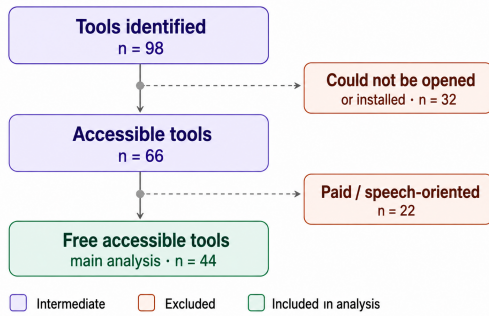 Tools identified
n = 98
Could not be opened
or installed · n = 32
Accessible tools
n = 66
Paid / speech-oriented
n = 22
Free accessible tools
main analysis · n = 44
Intermediate
Excluded
Included in analysis